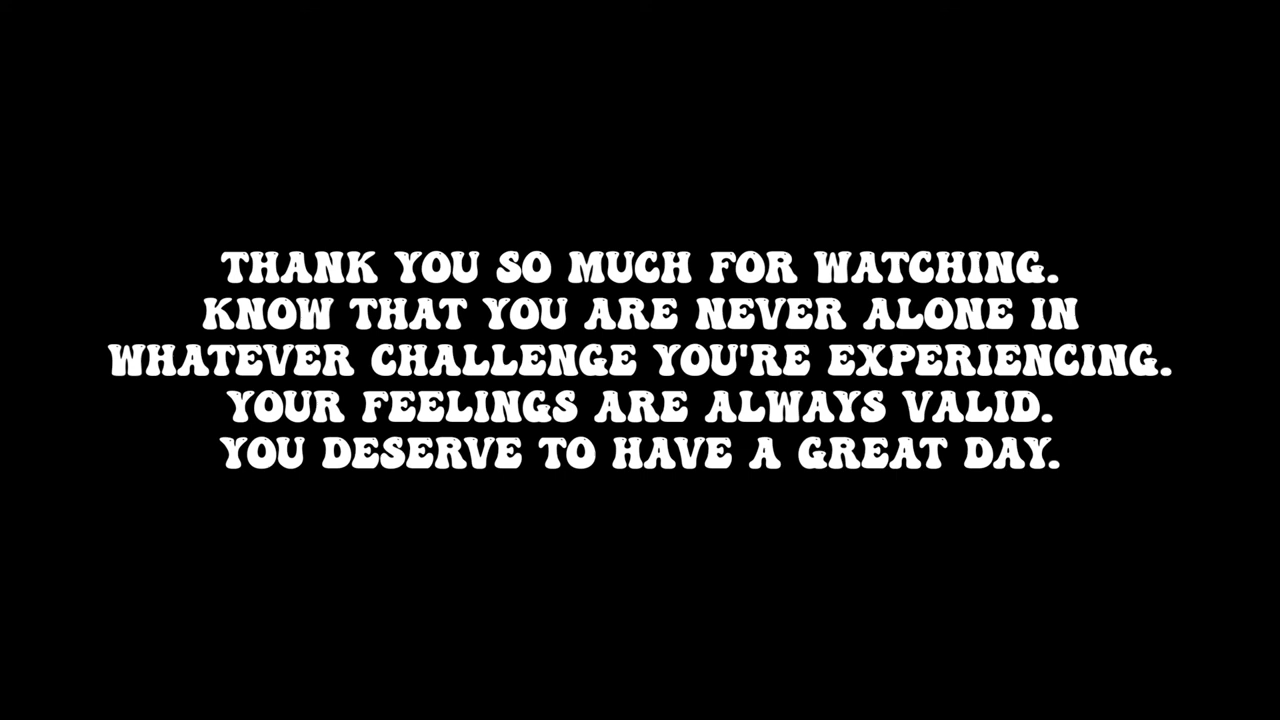 THANK YOU SO MUCH FOR WATCHING.
KNOW THAT YOU ARE NEVER ALONE IN
WHATEVER CHALLENGE YOU'RE EXPERIENCING.
YOUR FEELINGS ARE ALWAYS VALID.
YOU DESERVE TO HAVE A GREAT DAY.